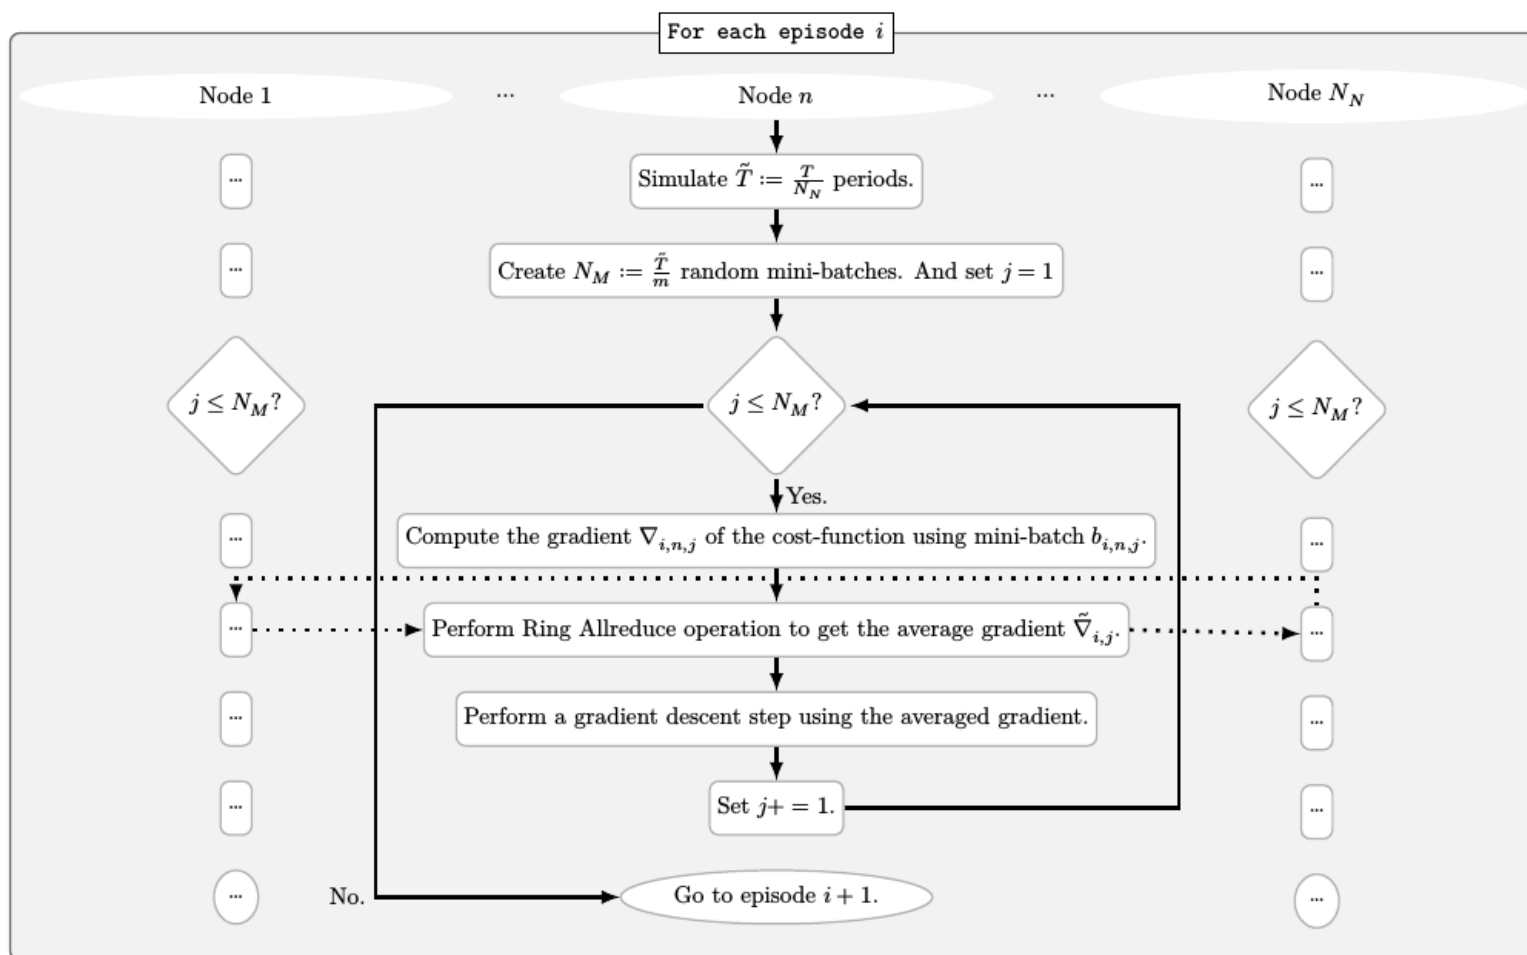 For each episode i
Node 1 ... Node n ... Node N_N
... Simulate T̃ := T/N_N periods. ...
... Create N_M := T̃/m random mini-batches. And set j = 1 ...
j ≤ N_M? j ≤ N_M? j ≤ N_M?
Yes.
... Compute the gradient ∇_{i,n,j} of the cost-function using mini-batch b_{i,n,j}. ...
... Perform Ring Allreduce operation to get the average gradient ∇̃_{i,j}. ...
... Perform a gradient descent step using the averaged gradient. ...
... Set j+ = 1. ...
... No. Go to episode i + 1. ...